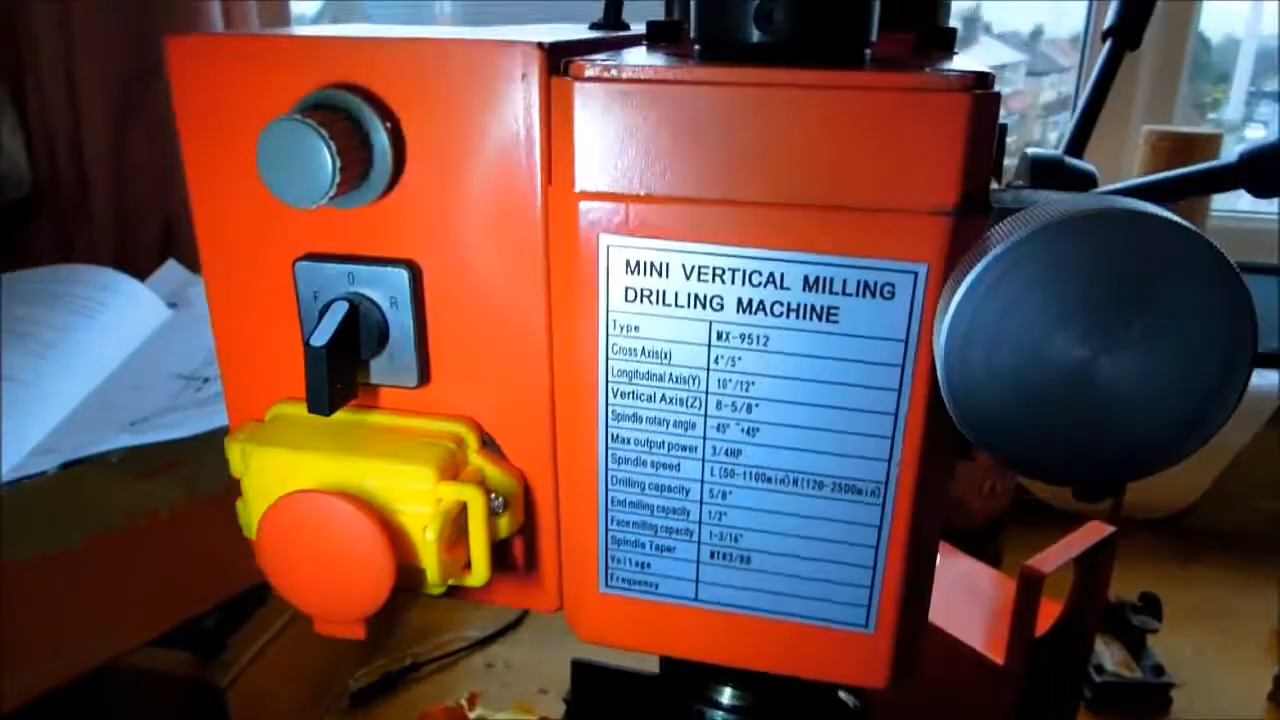 O
F
R
MINI VERTICAL MILLING
DRILLING MACHINE
Type MX-9512
Cross Axis(x) 4"/5"
Longitudinal Axis(Y) 10"/12"
Vertical Axis(Z) 8-5/8"
Spindle rotary angle -45° ~+45°
Max output power 3/4HP
Spindle speed L(50-1100min)H(120-2500min)
Drilling capacity 5/8"
End milling capacity 1/2"
Face milling capacity 1-3/16"
Spindle Taper MT#3/R8
Voltage
Frequency